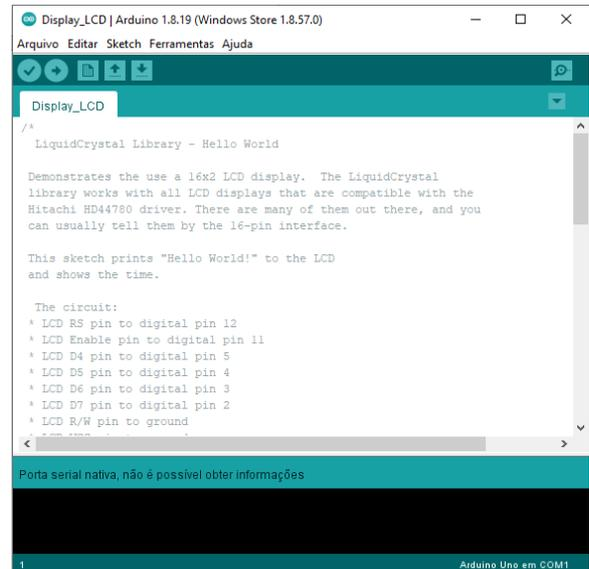 Display_LCD | Arduino 1.8.19 (Windows Store 1.8.57.0)
Arquivo Editar Sketch Ferramentas Ajuda
Display_LCD
/*
LiquidCrystal Library - Hello World
Demonstrates the use a 16x2 LCD display.  The LiquidCrystal
library works with all LCD displays that are compatible with the
Hitachi HD44780 driver. There are many of them out there, and you
can usually tell them by the 16-pin interface.
This sketch prints "Hello World!" to the LCD
and shows the time.
The circuit:
* LCD RS pin to digital pin 12
* LCD Enable pin to digital pin 11
* LCD D4 pin to digital pin 5
* LCD D5 pin to digital pin 4
* LCD D6 pin to digital pin 3
* LCD D7 pin to digital pin 2
* LCD R/W pin to ground
Porta serial nativa, não é possível obter informações
1
Arduino Uno em COM1